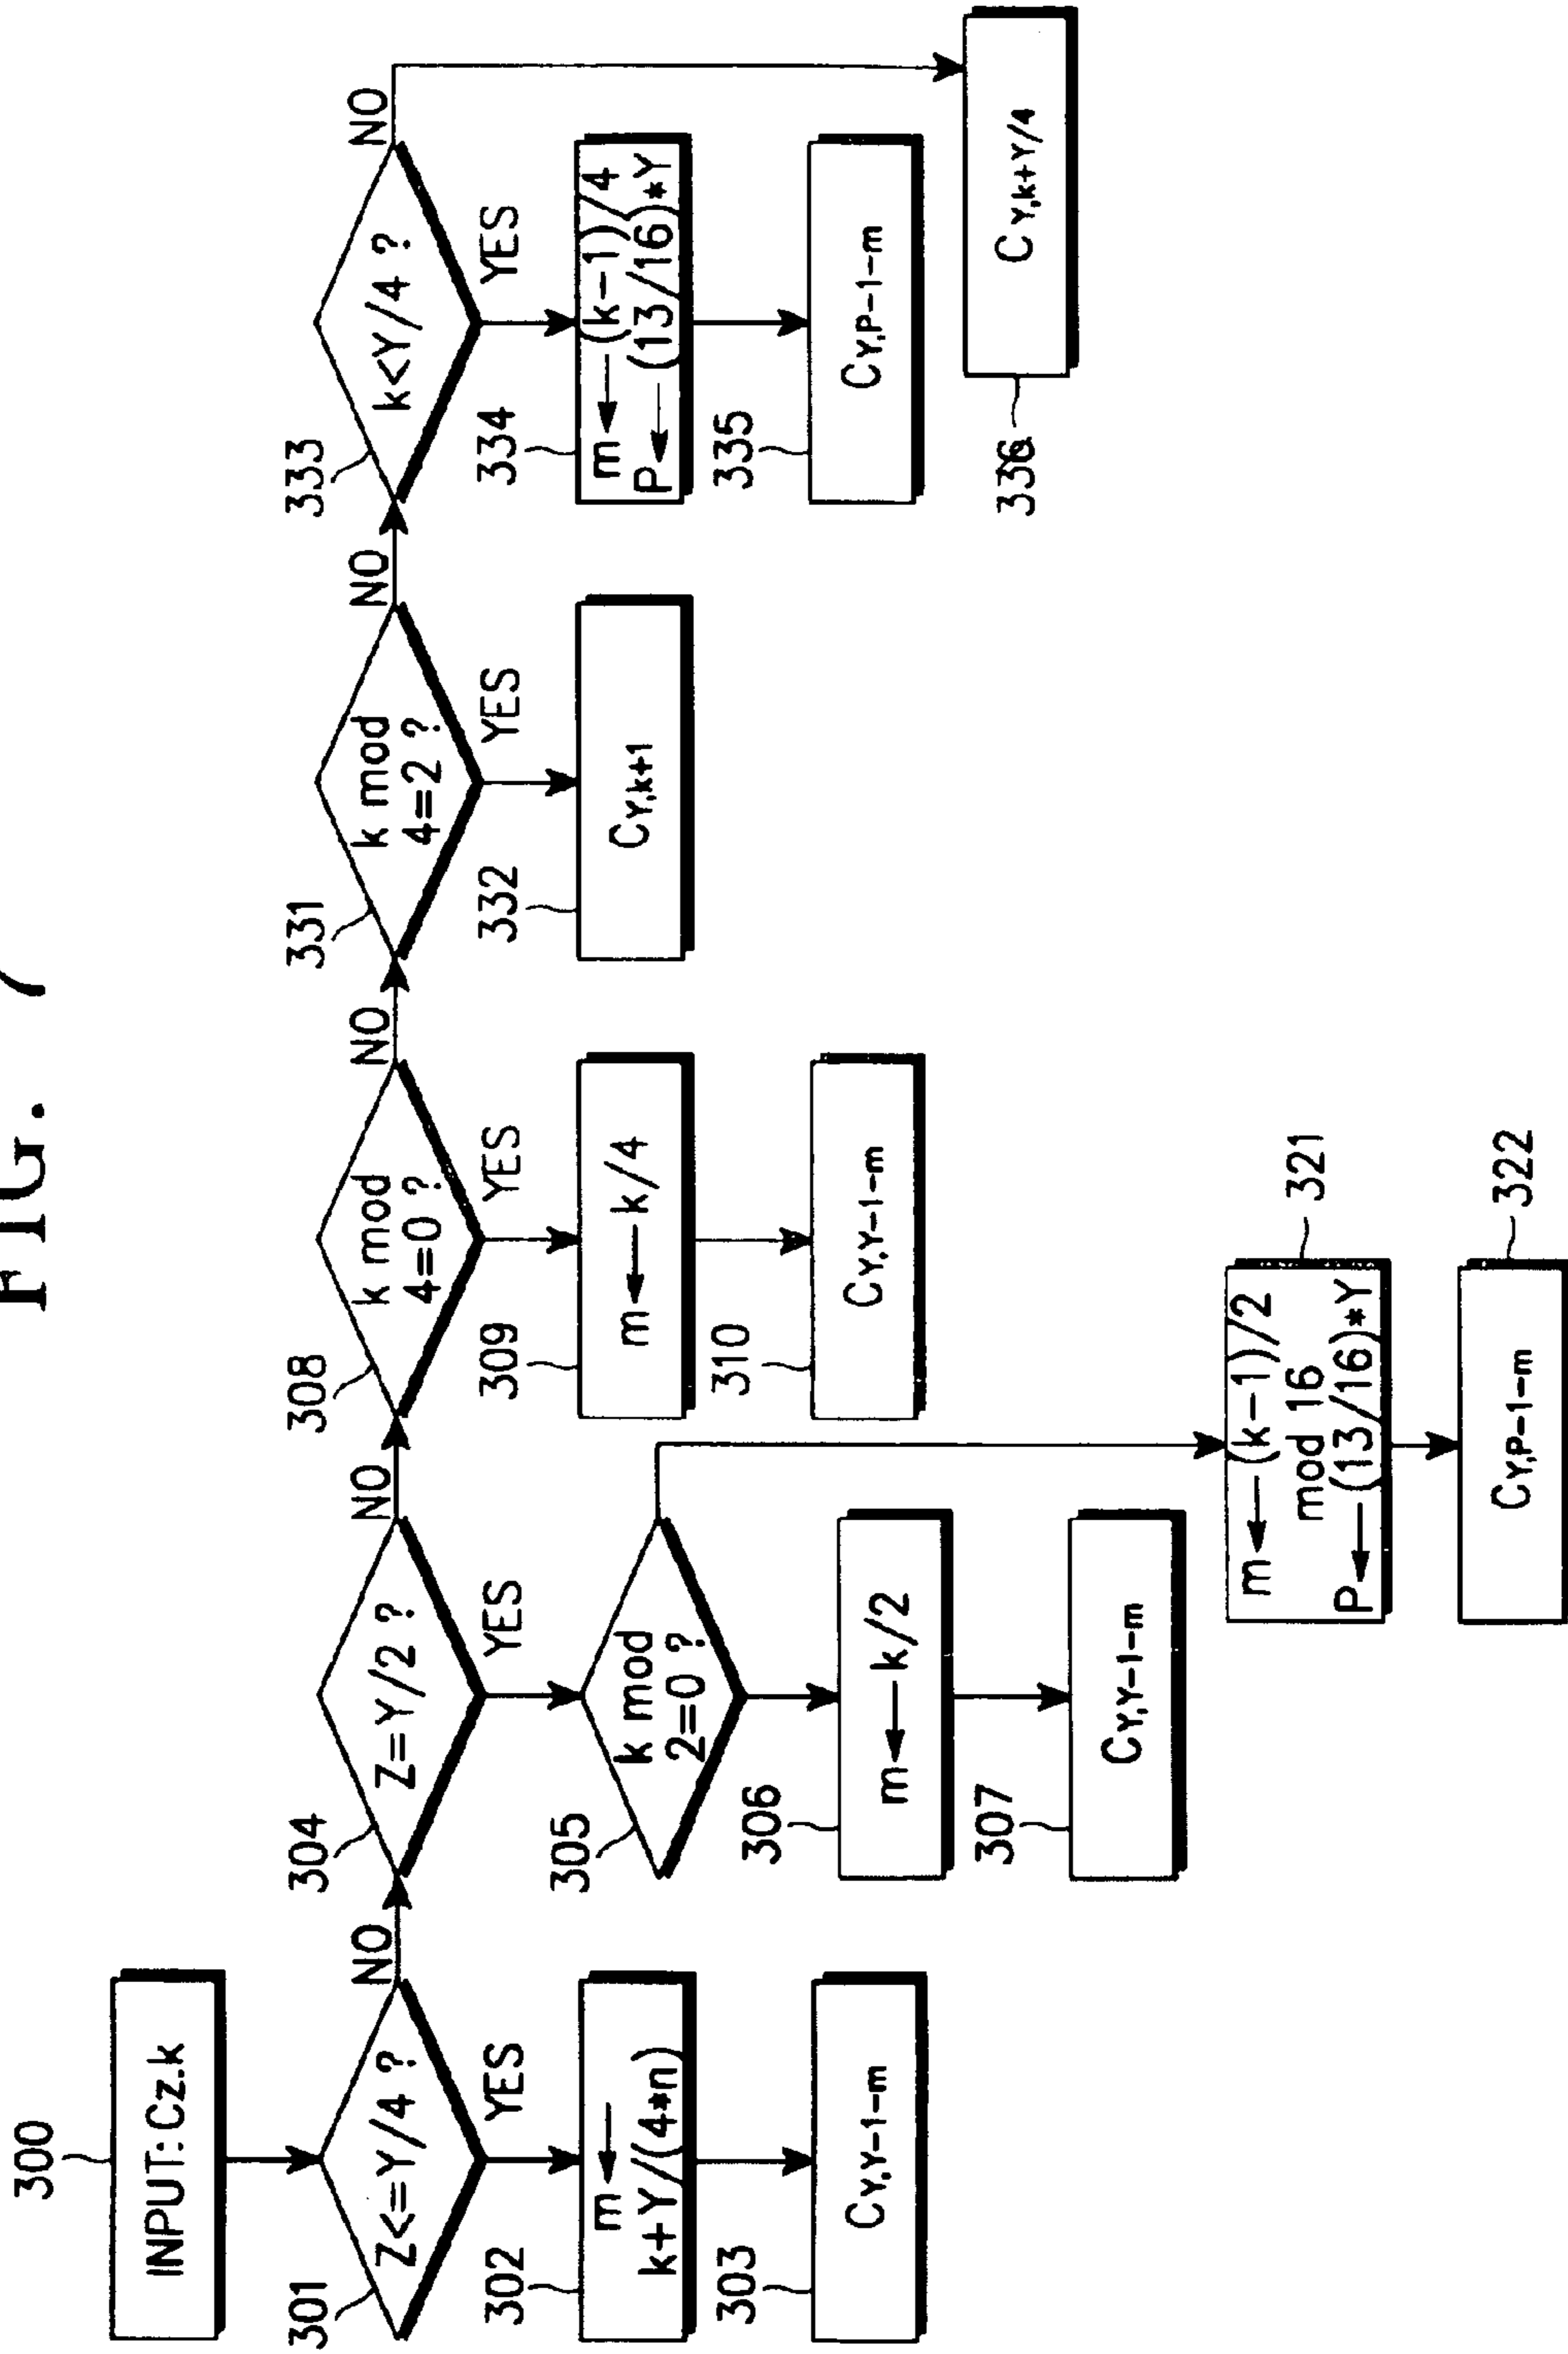 FIG. 7
300
INPUT: Cz.k
301
Z<=Y/4 ?
NO
YES
302
m ←
k+Y/(4*n)
303
CY,Y-1-m
304
Z=Y/2 ?
NO
YES
305
k mod
2=0 ?
306
m ← k/2
307
CY,Y-1-m
321
m ← (k-1)/2
mod 16
P ← (13/16)*Y
322
CY,P-1-m
308
k mod
4=0 ?
NO
YES
309
m ← k/4
310
CY,Y-1-m
331
k mod
4=2 ?
NO
YES
332
CY,k+1
333
k<Y/4 ?
NO
YES
334
m ← (k-1)/4
P ← (13/16)*Y
335
CY,P-1-m
336
CY,k+Y/4